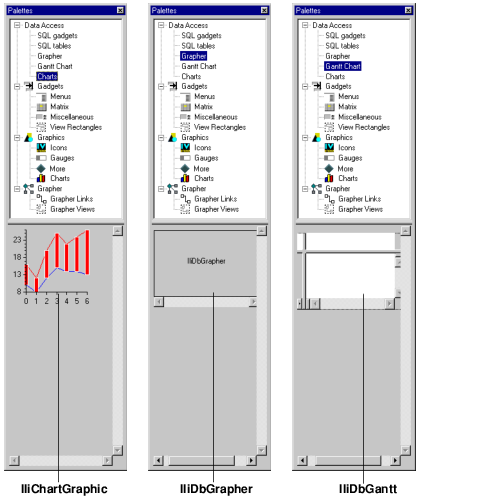 Palettes
Data Access
SQL gadgets
SQL tables
Grapher
Gantt Chart
Charts
Gadgets
Menus
Matrix
Miscellaneous
View Rectangles
Graphics
Icons
Gauges
More
Charts
Grapher
Grapher Links
Grapher Views
23
18
13
8
0 1 2 3 4 5 6
IliChartGraphic
Palettes
Data Access
SQL gadgets
SQL tables
Grapher
Gantt Chart
Charts
Gadgets
Menus
Matrix
Miscellaneous
View Rectangles
Graphics
Icons
Gauges
More
Charts
Grapher
Grapher Links
Grapher Views
IliDbGrapher
IliDbGrapher
Palettes
Data Access
SQL gadgets
SQL tables
Grapher
Gantt Chart
Charts
Gadgets
Menus
Matrix
Miscellaneous
View Rectangles
Graphics
Icons
Gauges
More
Charts
Grapher
Grapher Links
Grapher Views
IliDbGantt